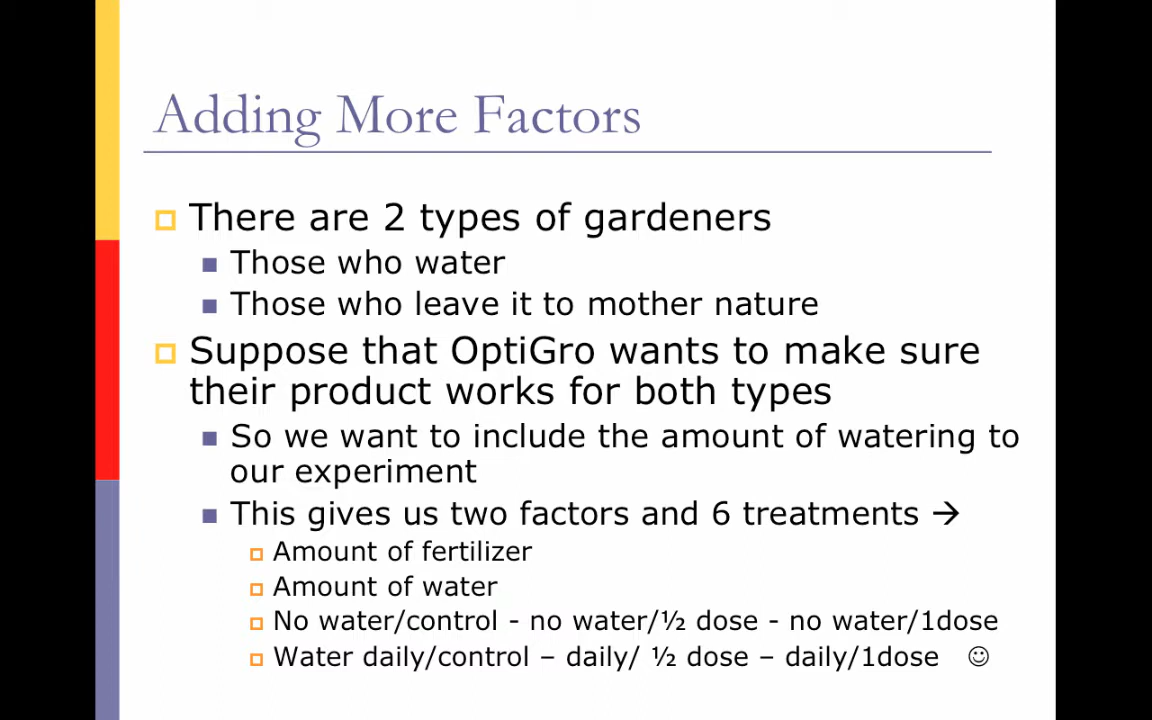 Adding More Factors
There are 2 types of gardeners
Those who water
Those who leave it to mother nature
Suppose that OptiGro wants to make sure
their product works for both types
So we want to include the amount of watering to
our experiment
This gives us two factors and 6 treatments →
Amount of fertilizer
Amount of water
No water/control - no water/½ dose - no water/1dose
Water daily/control – daily/ ½ dose – daily/1dose ☺